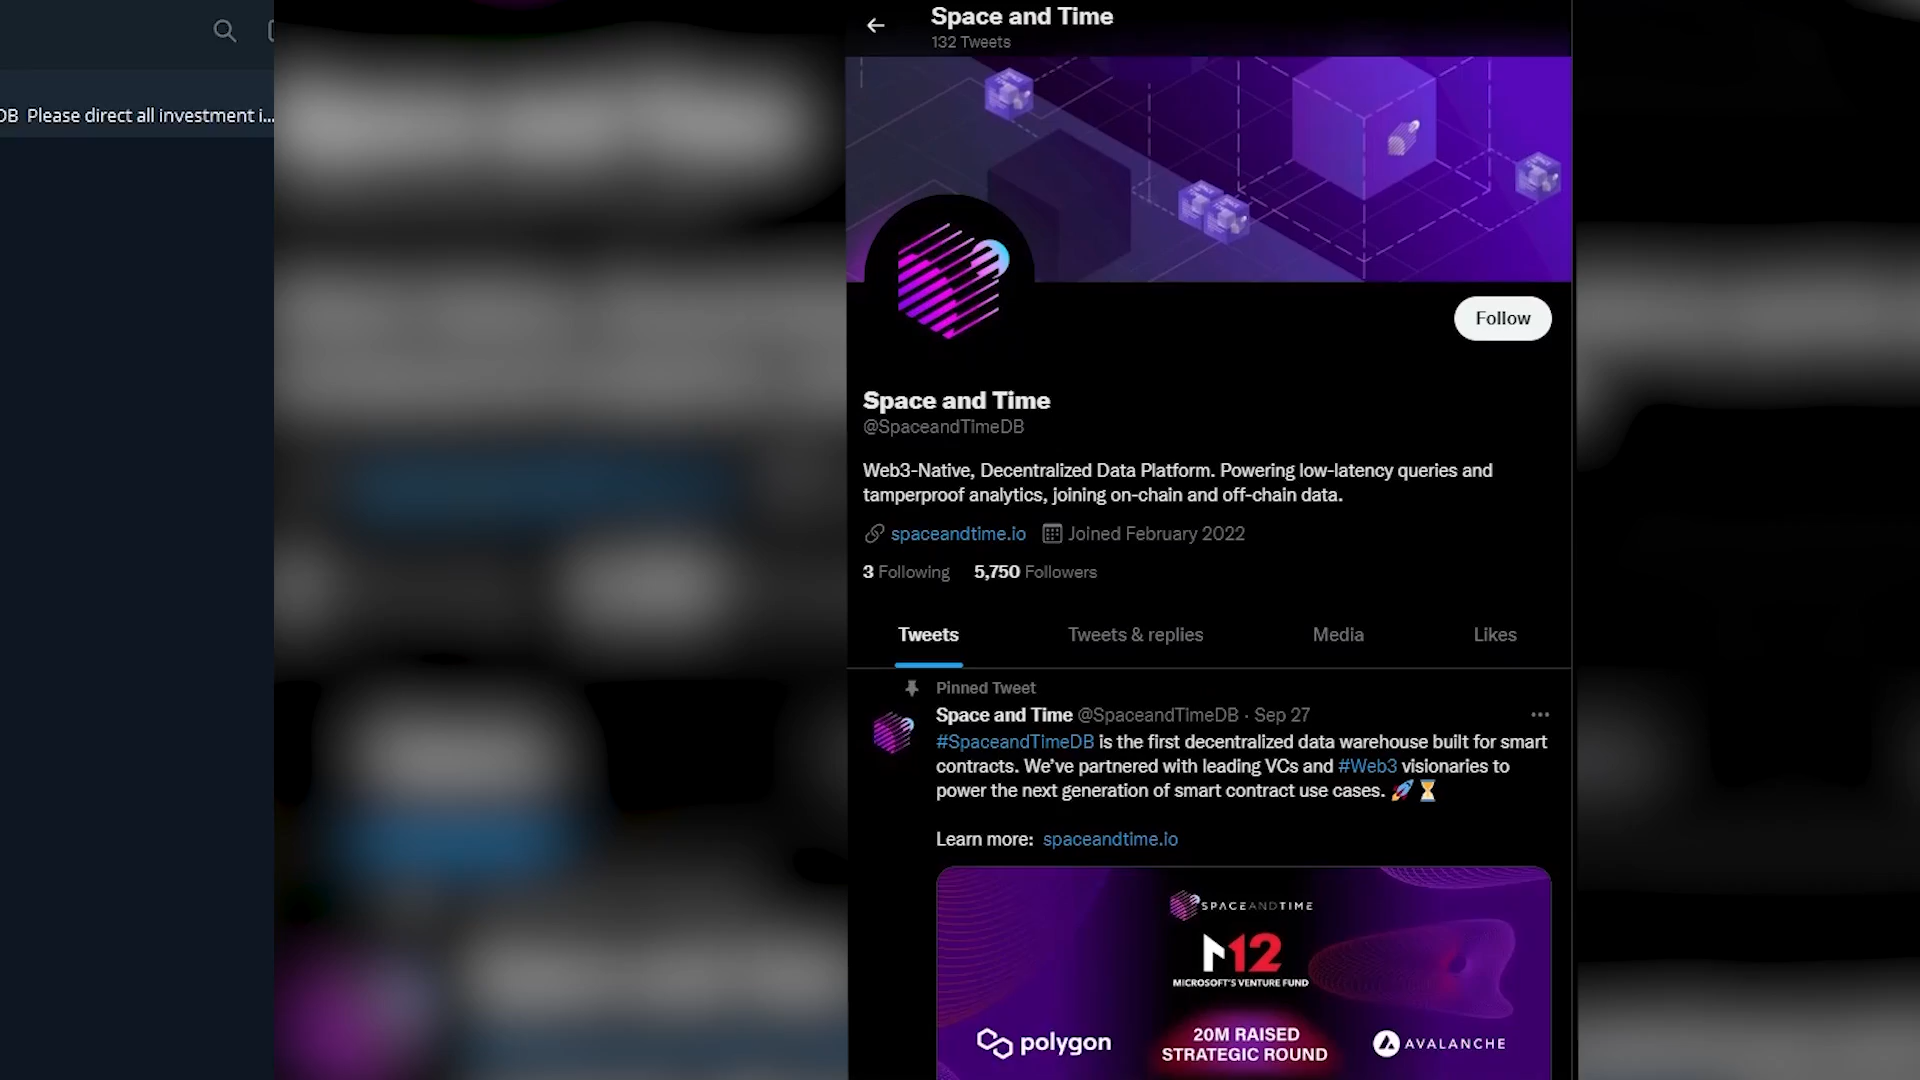 DB Please direct all investment i...
Space and Time
132 Tweets
Follow
Space and Time
@SpaceandTimeDB
Web3-Native, Decentralized Data Platform. Powering low-latency queries and
tamperproof analytics, joining on-chain and off-chain data.
spaceandtime.io Joined February 2022
3 Following 5,750 Followers
Tweets Tweets & replies Media Likes
Pinned Tweet
Space and Time @SpaceandTimeDB · Sep 27
#SpaceandTimeDB is the first decentralized data warehouse built for smart
contracts. We've partnered with leading VCs and #Web3 visionaries to
power the next generation of smart contract use cases. 🚀⏳
Learn more: spaceandtime.io
SPACEANDTIME
M12
MICROSOFT'S VENTURE FUND
polygon
20M RAISED
STRATEGIC ROUND
AVALANCHE